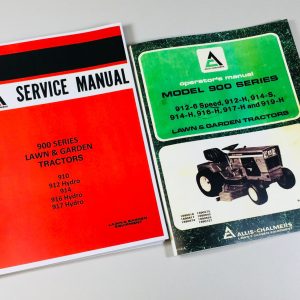 SERVICE MANUAL
900 SERIES
LAWN & GARDEN
TRACTORS
910
912 Hydro
914
916 Hydro
917 Hydro
operator's manual
MODEL 900 SERIES
912-6 Speed, 912-H, 914-S,
914-H, 916-H, 917-H and 919-H
LAWN & GARDEN TRACTORS
ALLIS-CHALMERS